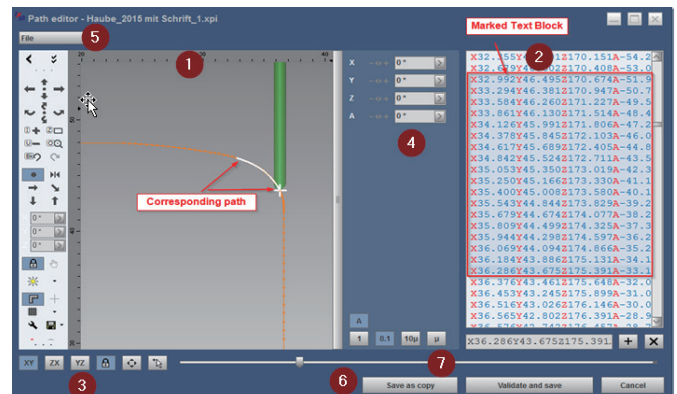 Path editor - Haube_2015 mit Schrift_1.xpi
Marked Text Block
File
5
20
30
40
1
2
X
0°
Y
0°
Z
0°
A
0°
4
X32.992Y46.495Z170.674A-51.9
X33.294Y46.381Z170.947A-50.7
X33.584Y46.260Z171.227A-49.5
X33.861Y46.130Z171.514A-48.4
X34.126Y45.991Z171.806A-47.2
X34.378Y45.845Z172.103A-46.0
X34.617Y45.689Z172.405A-44.8
X34.842Y45.524Z172.711A-43.5
X35.053Y45.350Z173.019A-42.3
X35.250Y45.166Z173.330A-41.1
X35.400Y45.008Z173.580A-40.1
X35.543Y44.844Z173.829A-39.2
X35.679Y44.674Z174.077A-38.2
X35.809Y44.499Z174.325A-37.3
X35.944Y44.298Z174.597A-36.2
X36.069Y44.094Z174.866A-35.2
X36.184Y43.886Z175.131A-34.1
X36.286Y43.675Z175.391A-33.1
X36.376Y43.461Z175.648A-32.0
X36.453Y43.245Z175.899A-31.0
X36.516Y43.026Z176.146A-30.0
X36.565Y42.802Z176.391A-28.9
Corresponding path
0°
0°
0°
A
1
0.1
10µ
µ
X36.286Y43.675Z175.391
XY
ZX
YZ
3
6
7
Save as copy
Validate and save
Cancel